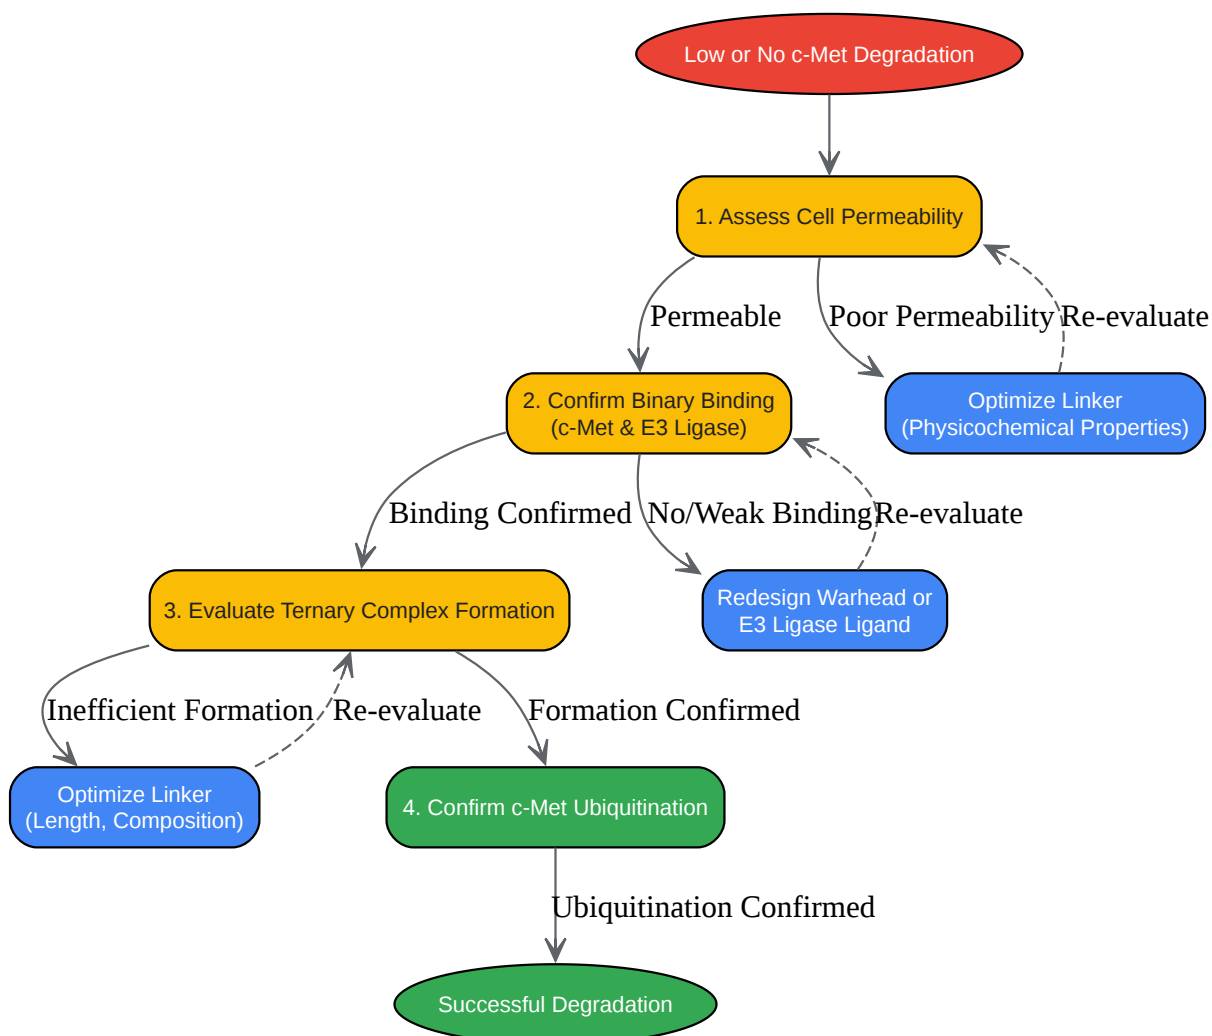 Low or No c-Met Degradation
1. Assess Cell Permeability
Permeable
Poor Permeability
Re-evaluate
2. Confirm Binary Binding
(c-Met & E3 Ligase)
Optimize Linker
(Physicochemical Properties)
Binding Confirmed
No/Weak Binding
Re-evaluate
3. Evaluate Ternary Complex Formation
Redesign Warhead or
E3 Ligase Ligand
Inefficient Formation
Re-evaluate
Formation Confirmed
Optimize Linker
(Length, Composition)
4. Confirm c-Met Ubiquitination
Ubiquitination Confirmed
Successful Degradation